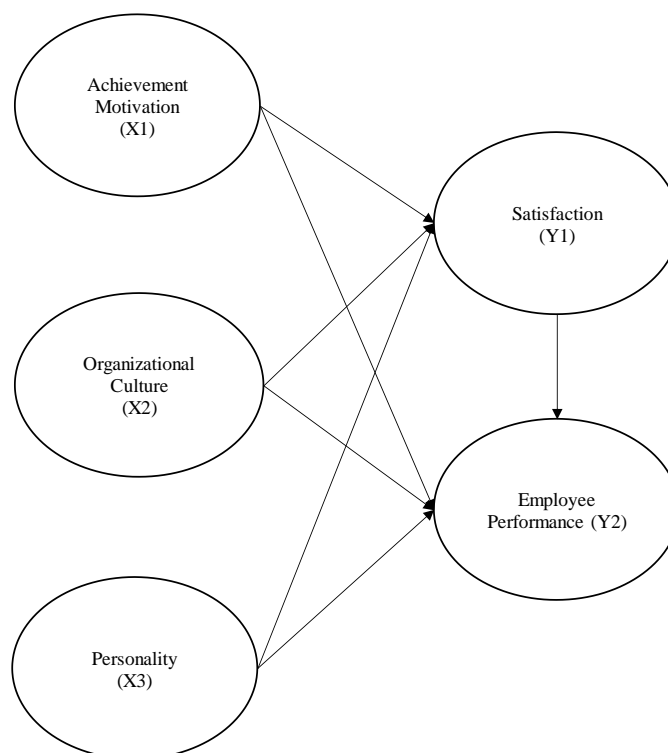 Achievement
Motivation
(X1)
Satisfaction
(Y1)
Organizational
Culture
(X2)
Employee
Performance (Y2)
Personality
(X3)